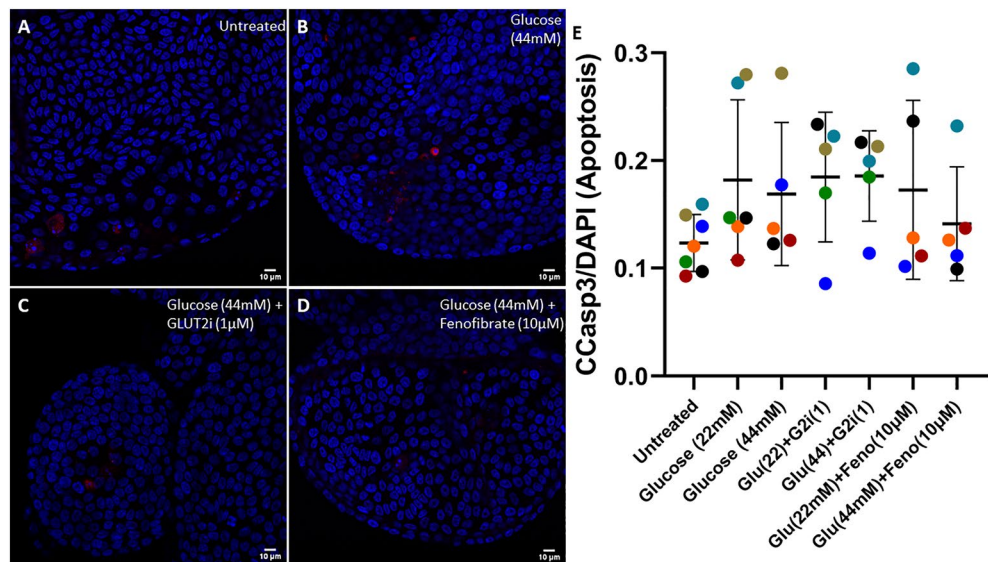 A
Untreated
B
Glucose
(44mM)
10 µm
10 µm
C
Glucose (44mM) +
GLUT2i (1µM)
D
Glucose (44mM) +
Fenofibrate (10µM)
10 µm
10 µm
E
CCasp3/DAPI (Apoptosis)
0.3
0.2
0.1
0.0
Untreated
Glucose (22mM)
Glucose (44mM)
Glu(22)+G2i(1)
Glu(44)+G2i(1)
Glu(22mM)+Feno(10µM)
Glu(44mM)+Feno(10µM)